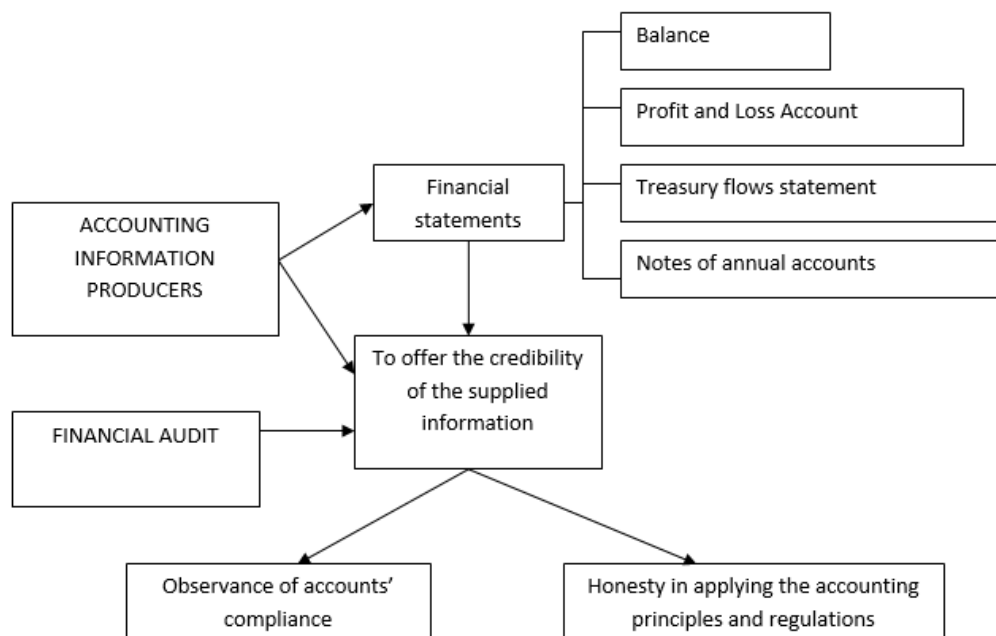 Balance
Profit and Loss Account
Financial
statements
Treasury flows statement
ACCOUNTING
INFORMATION
PRODUCERS
Notes of annual accounts
To offer the credibility
of the supplied
information
FINANCIAL AUDIT
Observance of accounts’
compliance
Honesty in applying the accounting
principles and regulations